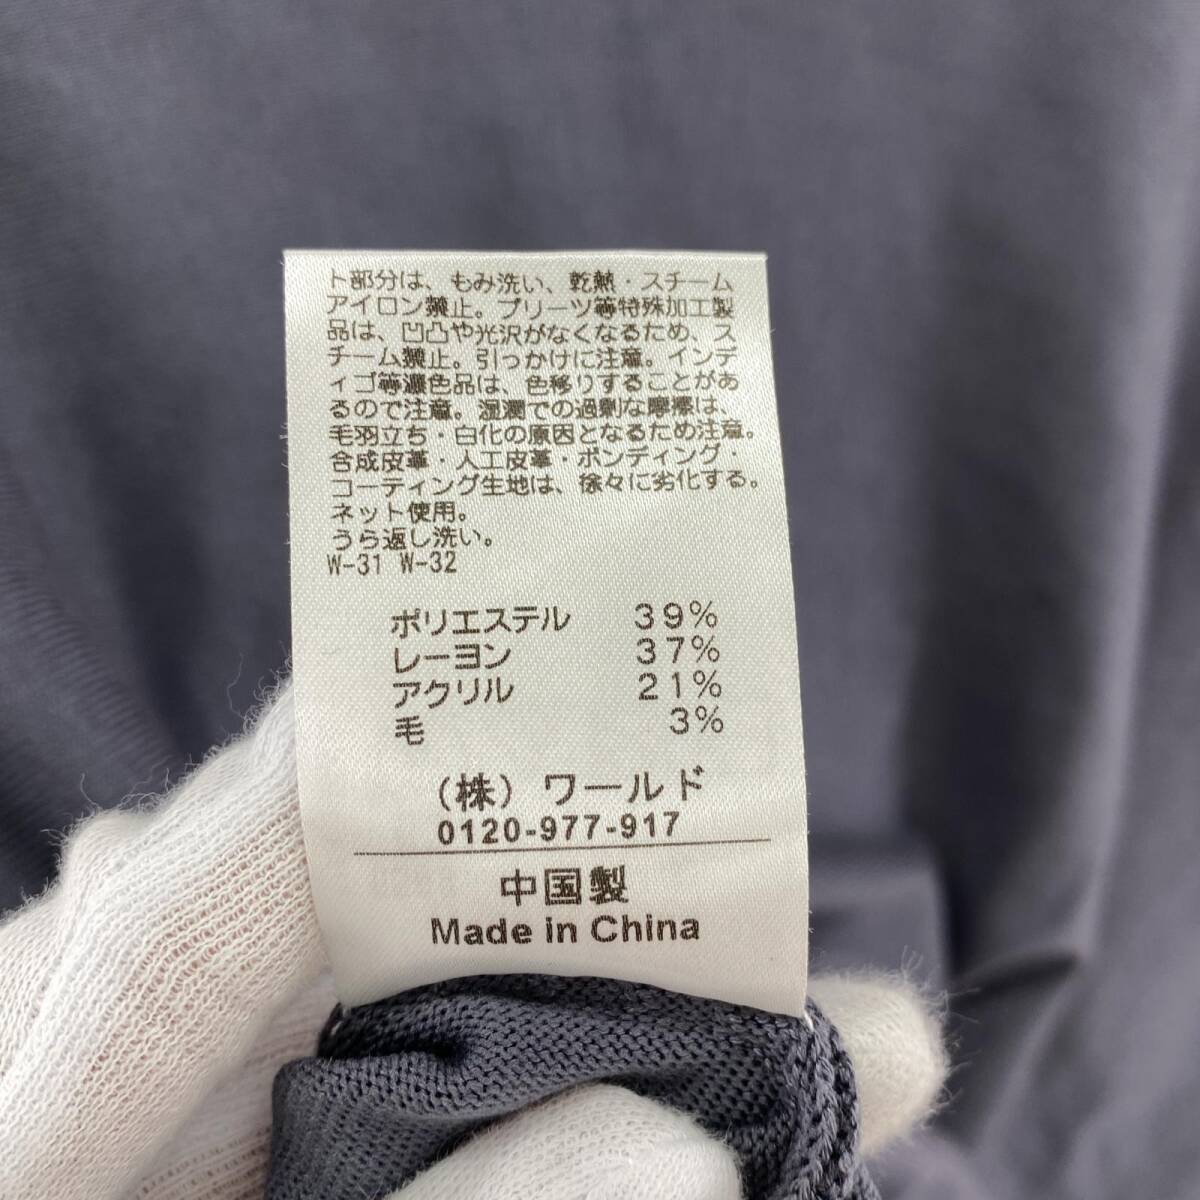 ト部分は、もみ洗い、乾熱・スチーム
アイロン禁止。プリーツ等特殊加工製
品は、凹凸や光沢がなくなるため、ス
チーム禁止。引っかけに注意。インデ
ィゴ等濃色品は、色移りすることがあ
るので注意。湿潤での過剰な摩擦は、
毛羽立ち・白化の原因となるため注意。
合成皮革・人工皮革・ボンディング・
コーティング生地は、徐々に劣化する。
ネット使用。
うら返し洗い。
W-31 W-32
ポリエステル 39%
レーヨン 37%
アクリル 21%
毛 3%
(株) ワールド
0120-977-917
中国製
Made in China